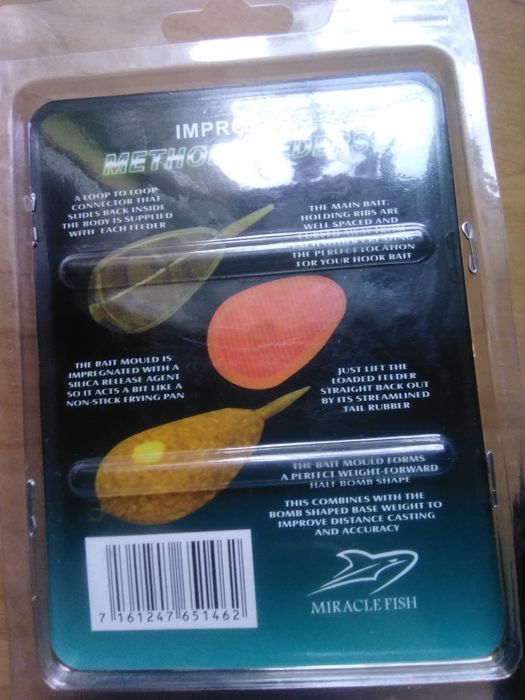 A LOOP TO LOOP
CONNECTOR THAT
SLIDES BACK INSIDE
THE BODY IS SUPPLIED
WITH EACH FEEDER
THE MAIN BAIT.
HOLDING RIBS ARE
WELL SPACED AND
THE PERFECT LOCATION
FOR YOUR HOOK BAIT
THE BAIT MOULD IS
IMPREGNATED WITH A
SILICA RELEASE AGENT
SO IT ACTS A BIT LIKE A
NON-STICK FRYING PAN
JUST LIFT THE
LOADED FEEDER
STRAIGHT BACK OUT
BY ITS STREAMLINED
TAIL RUBBER
THE BAIT MOULD FORMS
A PERFECT WEIGHT-FORWARD
HALF BOMB SHAPE
THIS COMBINES WITH THE
BOMB SHAPED BASE WEIGHT TO
IMPROVE DISTANCE CASTING
AND ACCURACY
7 161247 651462
MIRACLE FISH